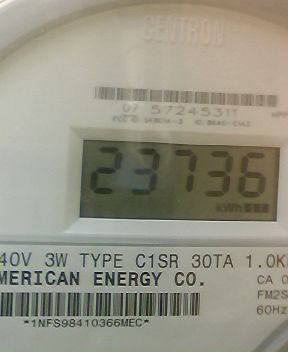 CENTRON
07 57245311
23736
kWh
40V 3W TYPE C1SR 30TA 1.0K
MERICAN ENERGY CO.
CA 0
FM2S
60Hz
*1NFS98410366MEC*